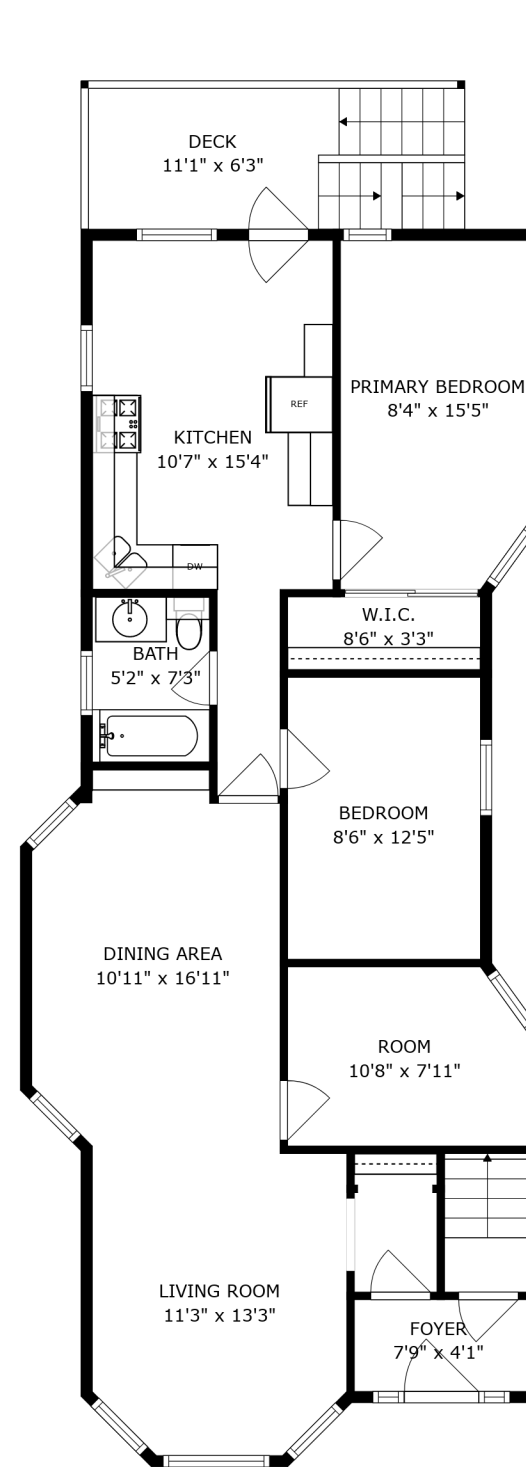 DECK
11'1" x 6'3"
PRIMARY BEDROOM
8'4" x 15'5"
REF
KITCHEN
10'7" x 15'4"
DW
W.I.C.
8'6" x 3'3"
BATH
5'2" x 7'3"
BEDROOM
8'6" x 12'5"
DINING AREA
10'11" x 16'11"
ROOM
10'8" x 7'11"
LIVING ROOM
11'3" x 13'3"
FOYER
7'9" x 4'1"